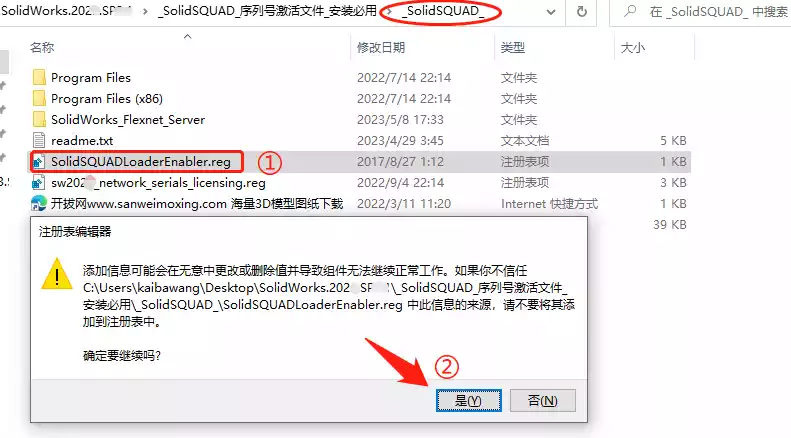 SolidWorks.202 SP › _SolidSQUAD_序列号激活文件_安装必用 › _SolidSQUAD_ 在 _SolidSQUAD_ 中搜索
名称 修改日期 类型 大小
Program Files 2022/7/14 22:14 文件夹
Program Files (x86) 2022/7/14 22:14 文件夹
SolidWorks_Flexnet_Server 2023/5/8 17:33 文件夹
readme.txt 2023/4/29 3:45 文本文档 5 KB
SolidSQUADLoaderEnabler.reg ① 2017/8/27 1:12 注册表项 1 KB
sw202 _network_serials_licensing.reg 2022/9/4 22:14 注册表项 3 KB
开拔网www.sanweimoxing.com 海量3D模型图纸下载 2022/3/11 11:20 Internet 快捷方式 1 KB
39 KB
注册表编辑器
添加信息可能会在无意中更改或删除值并导致组件无法继续正常工作。如果你不信任
C:\Users\kaibawang\Desktop\SolidWorks.202 .SP \_SolidSQUAD_序列号激活文件_
安装必用\_SolidSQUAD_\SolidSQUADLoaderEnabler.reg 中此信息的来源，请不要将其添
加到注册表中。
确定要继续吗?
②
是(Y) 否(N)